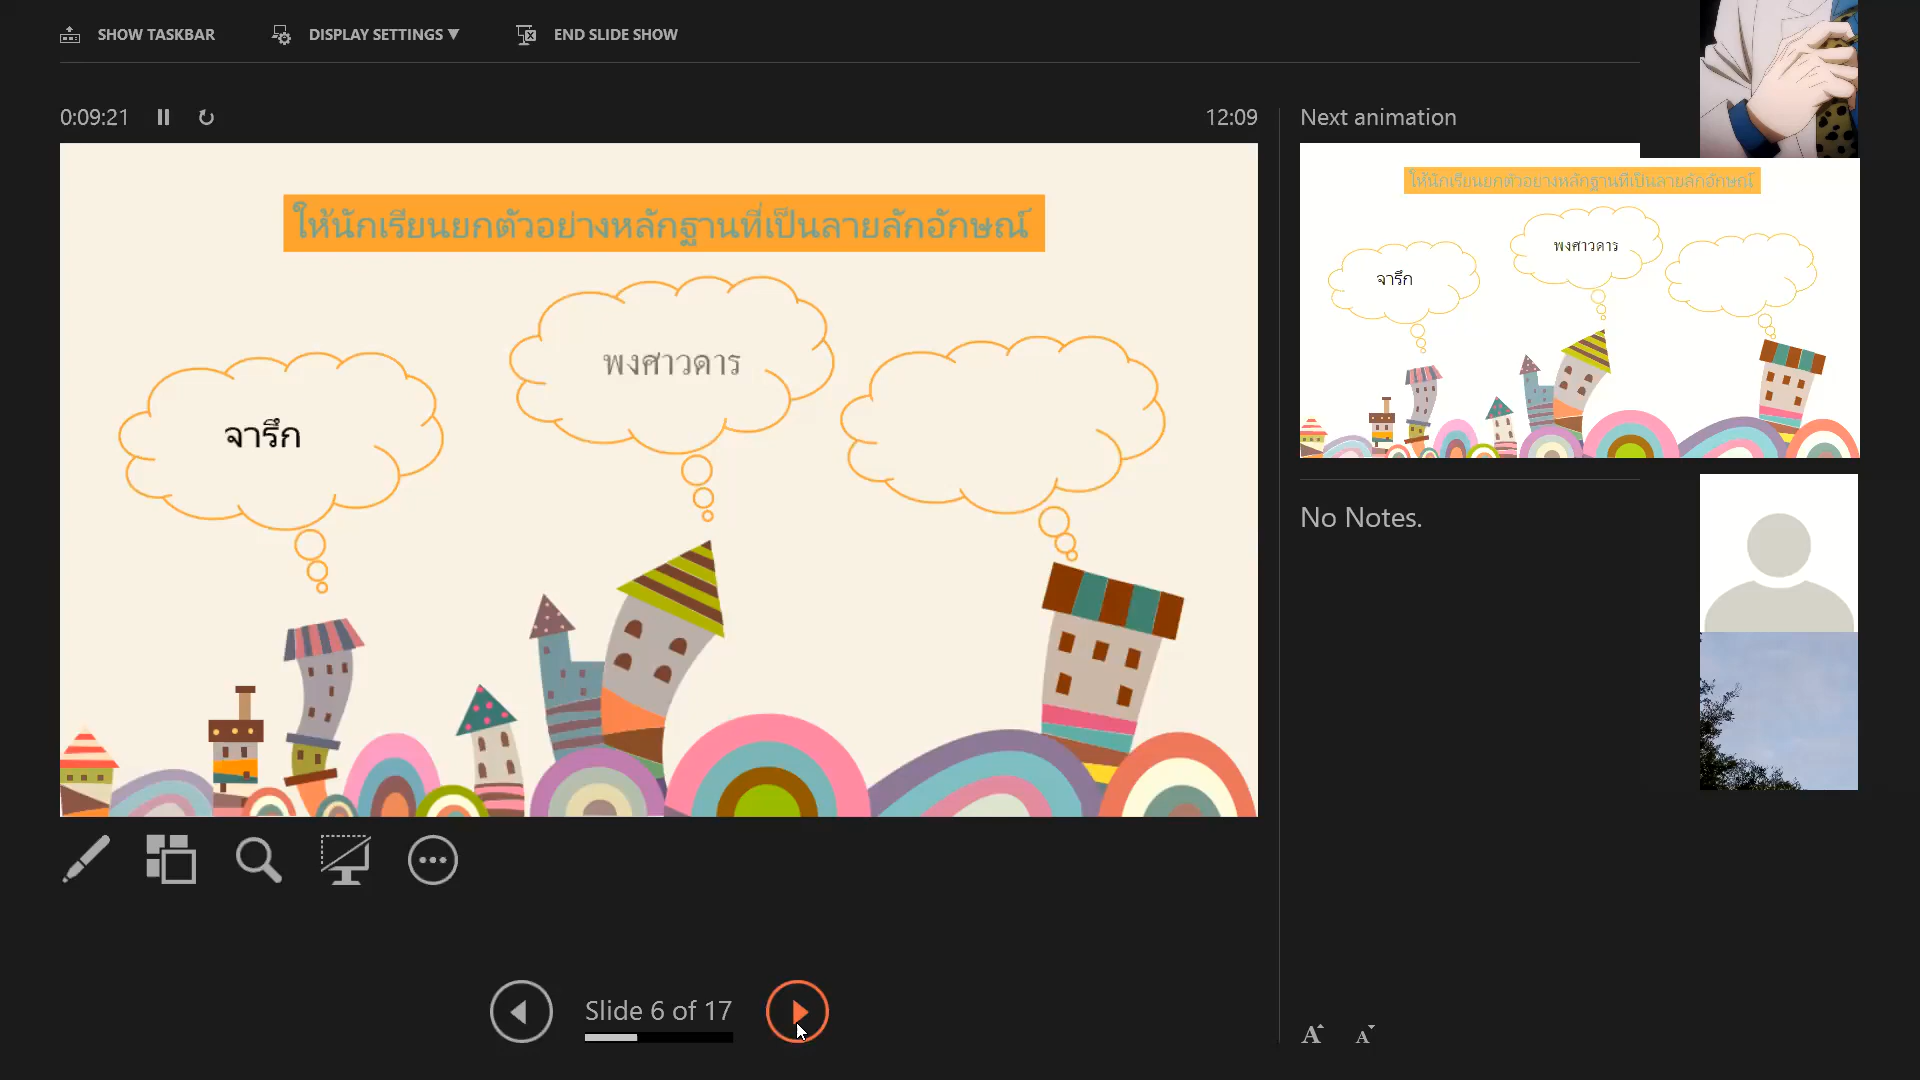 SHOW TASKBAR
DISPLAY SETTINGS ▼
END SLIDE SHOW
0:09:21
12:09
Next animation
ให้นักเรียนยกตัวอย่างหลักฐานที่เป็นลายลักอักษณ์
จารึก
พงศาวดาร
ให้นักเรียนยกตัวอย่างหลักฐานที่เป็นลายลักอักษณ์
จารึก
พงศาวดาร
No Notes.
Slide 6 of 17
A A